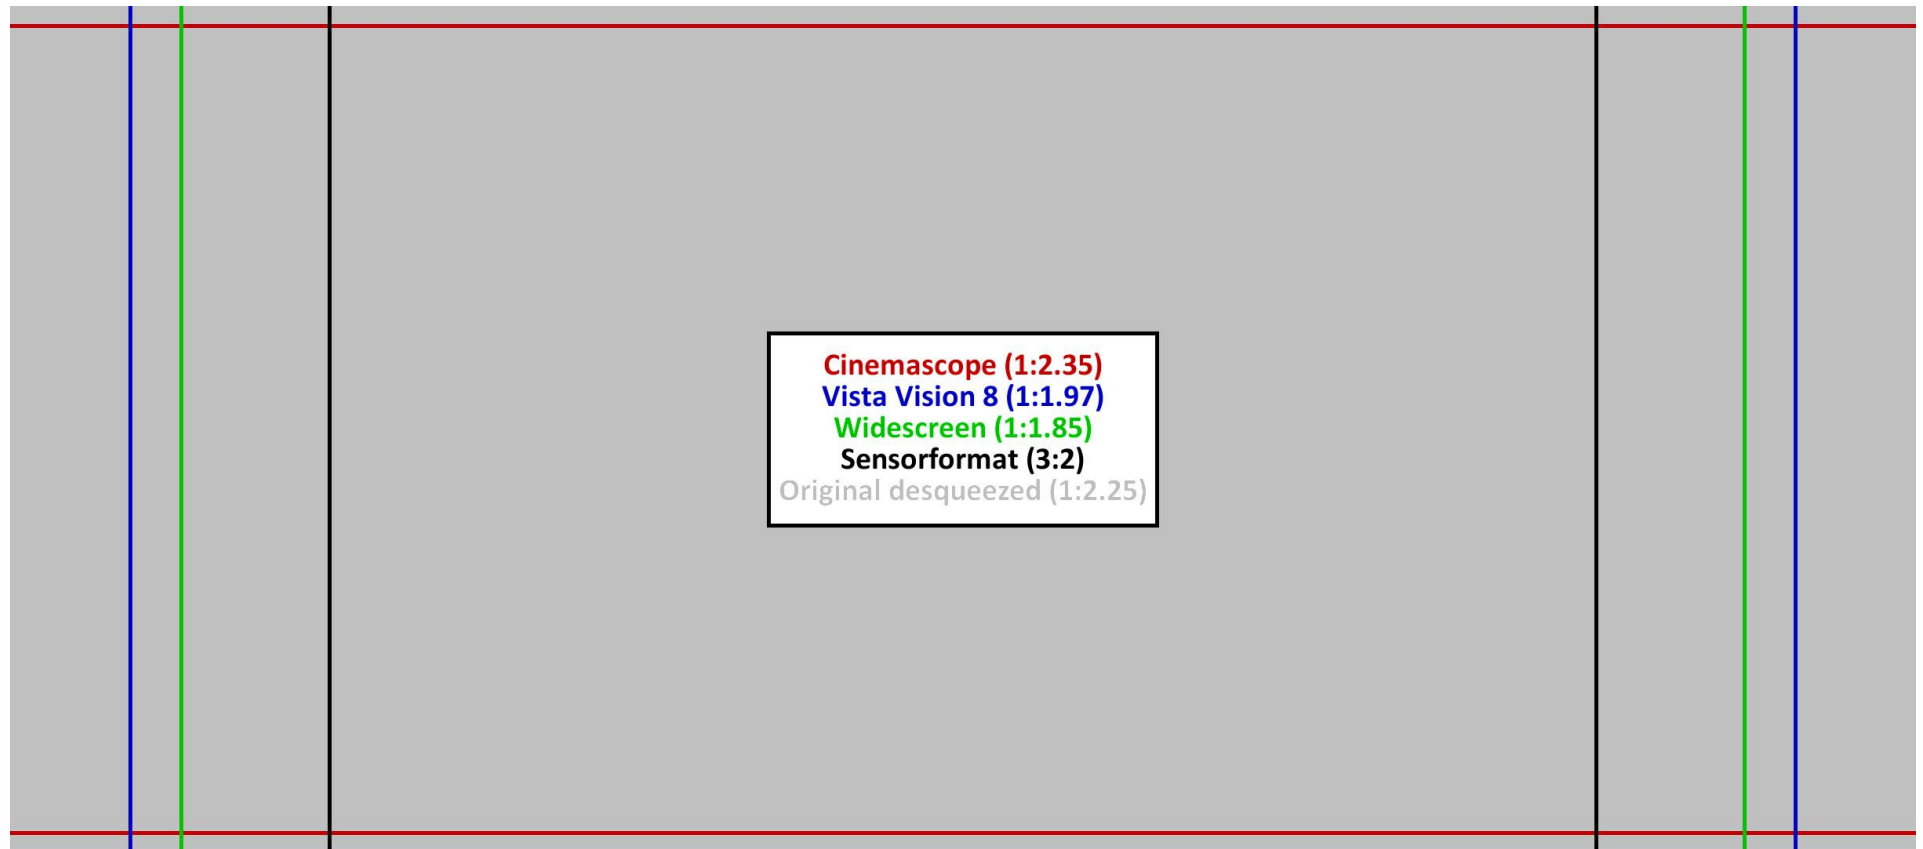 Cinemascope (1:2.35)
Vista Vision 8 (1:1.97)
Widescreen (1:1.85)
Sensorformat (3:2)
Original desqueezed (1:2.25)